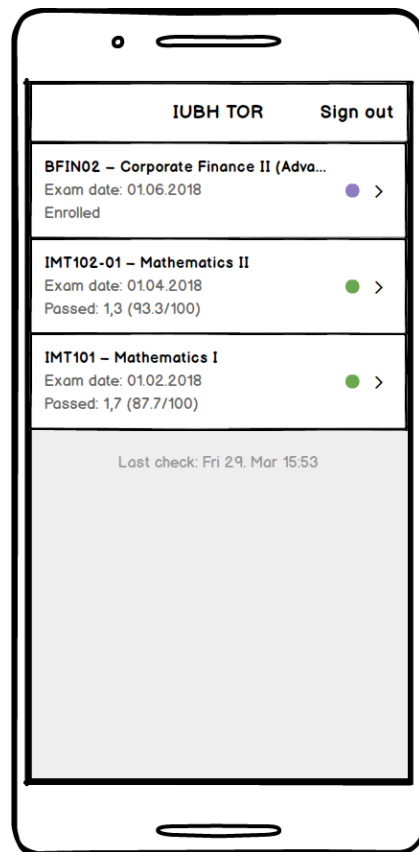 IUBH TOR Sign out
BFIN02 – Corporate Finance II (Adva...
Exam date: 01.06.2018
Enrolled
IMT102-01 – Mathematics II
Exam date: 01.04.2018
Passed: 1,3 (93.3/100)
IMT101 – Mathematics I
Exam date: 01.02.2018
Passed: 1,7 (87.7/100)
Last check: Fri 29. Mar 15:53